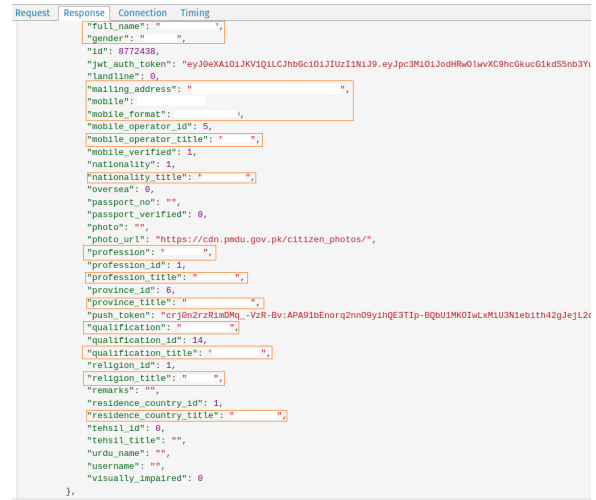 Request Response Connection Timing
"full_name": " ",
"gender": " ",
"id": 8772438,
"jwt_auth_token": "eyJ0eXAiOiJKV1QiLCJhbGciOiJIUzI1NiJ9.eyJpc3MiOiJodHRwOlwvXC9hcGkucG1kdS5nb3Yu
"landline": 0,
"mailing_address": " ",
"mobile":
"mobile_format": ,
"mobile_operator_id": 5,
"mobile_operator_title": " ",
"mobile_verified": 1,
"nationality": 1,
"nationality_title": " ",
"oversea": 0,
"passport_no": "",
"passport_verified": 0,
"photo": "",
"photo_url": "https://cdn.pmdu.gov.pk/citizen_photos/",
"profession": " ",
"profession_id": 1,
"profession_title": " ",
"province_id": 6,
"province_title": " ",
"push_token": "crj0n2rzRimDMq_-VzR-Bv:APA91bEnorq2nnO9yihQE3TIp-BQbU1MKOIwLxMiU3N1ebith42gJejL2c
"qualification": " ",
"qualification_id": 14,
"qualification_title": " ",
"religion_id": 1,
"religion_title": " ",
"remarks": "",
"residence_country_id": 1,
"residence_country_title": " ",
"tehsil_id": 0,
"tehsil_title": "",
"urdu_name": "",
"username": "",
"visually_impaired": 0
},